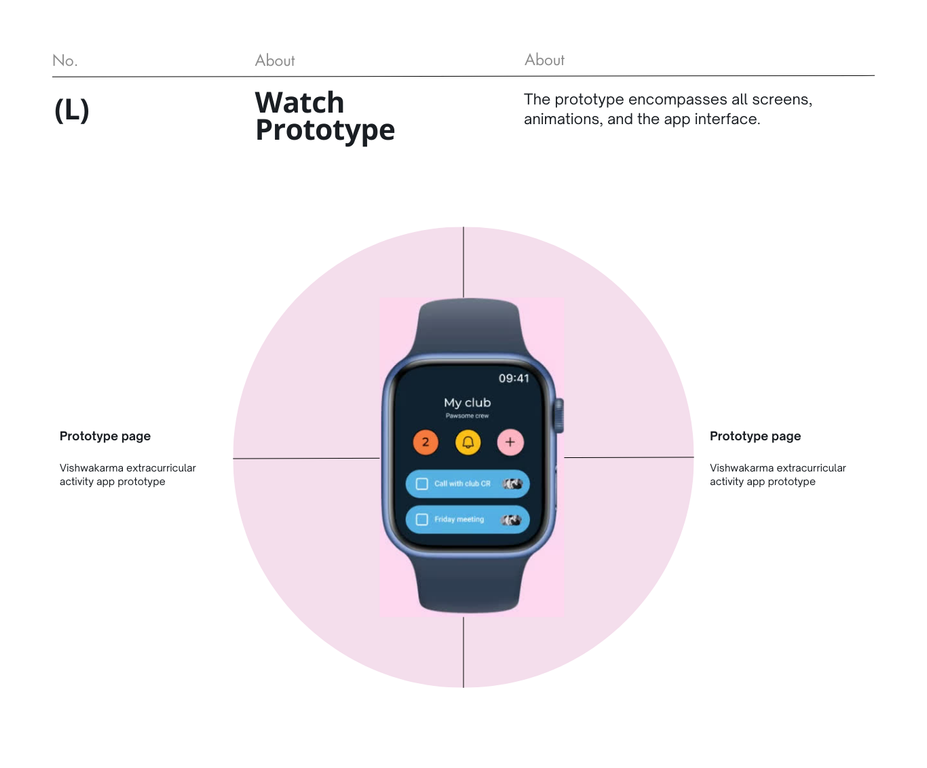 No.
About
About
(L)
Watch
Prototype
The prototype encompasses all screens,
animations, and the app interface.
09:41
My club
Pawsome crew
2
+
Call with club CR
Friday meeting
Prototype page
Vishwakarma extracurricular
activity app prototype
Prototype page
Vishwakarma extracurricular
activity app prototype